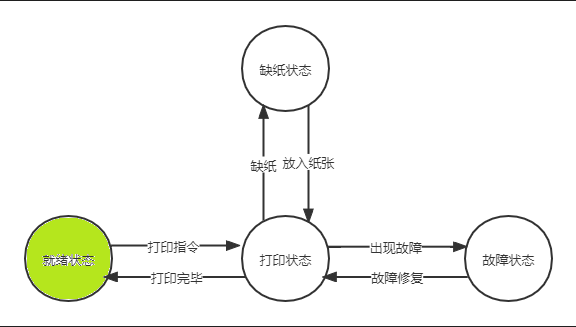 缺纸状态
缺纸
放入纸张
就绪状态
打印指令
打印完毕
打印状态
出现故障
故障修复
故障状态